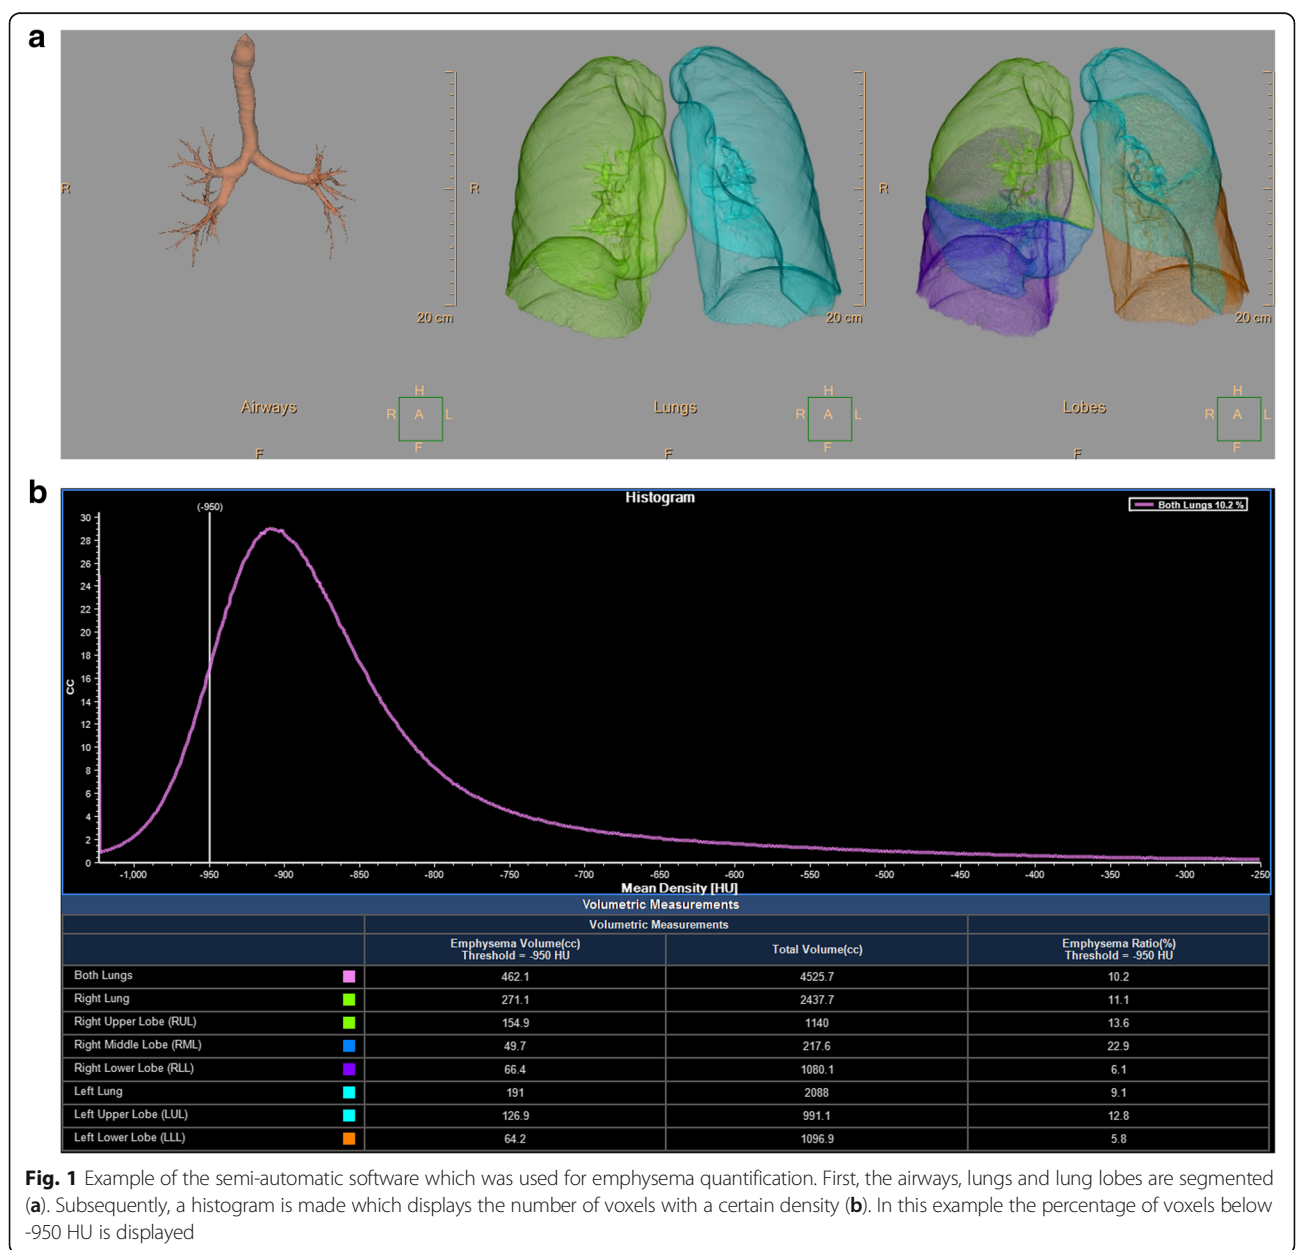 a
R
20 cm
R
20 cm
R
20 cm
Airways
H
R A L
F
F
Lungs
H
R A L
F
F
Lobes
H
R A L
F
F
b
Histogram
(-950)
Both Lungs 10.2 %
30
28
26
24
22
20
18
16
14
12
10
8
6
4
2
0
cc
-1,000 -950 -900 -850 -800 -750 -700 -650 -600 -550 -500 -450 -400 -350 -300 -250
Mean Density [HU]
Volumetric Measurements
Volumetric Measurements
Emphysema Volume(cc) Threshold = -950 HU Total Volume(cc) Emphysema Ratio(%) Threshold = -950 HU
Both Lungs 462.1 4525.7 10.2
Right Lung 271.1 2437.7 11.1
Right Upper Lobe (RUL) 154.9 1140 13.6
Right Middle Lobe (RML) 49.7 217.6 22.9
Right Lower Lobe (RLL) 66.4 1080.1 6.1
Left Lung 191 2088 9.1
Left Upper Lobe (LUL) 126.9 991.1 12.8
Left Lower Lobe (LLL) 64.2 1096.9 5.8
Fig. 1 Example of the semi-automatic software which was used for emphysema quantification. First, the airways, lungs and lung lobes are segmented
(a). Subsequently, a histogram is made which displays the number of voxels with a certain density (b). In this example the percentage of voxels below
-950 HU is displayed